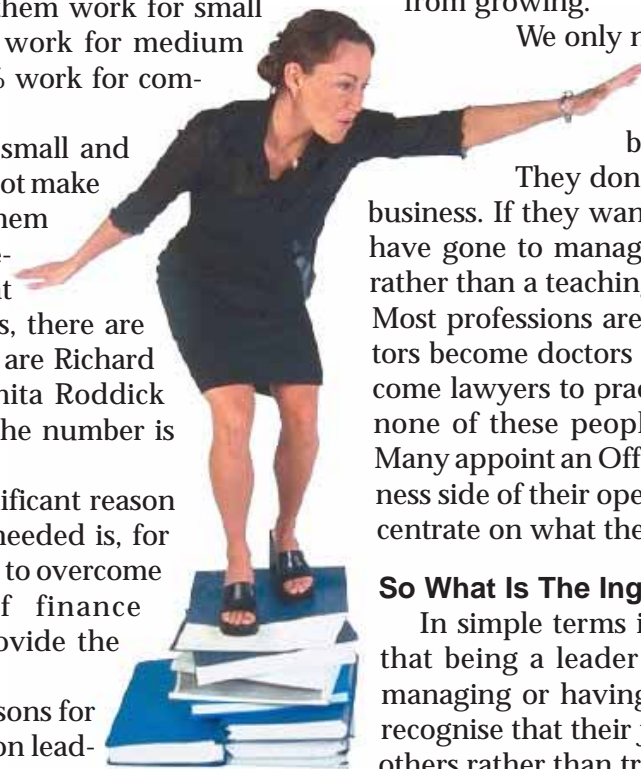 them work for small
work for medium
% work for com-
small and
ot make
hem
e-
at
s, there are
are Richard
nita Roddick
he number is
ificant reason
needed is, for
to overcome
f finance
ovide the
sons for
on lead-
from growing.
We only n
b
They don
business. If they wan
have gone to manag
rather than a teaching
Most professions are
tors become doctors
come lawyers to prac
none of these peopl
Many appoint an Off
ness side of their ope
centrate on what the
So What Is The Ing
In simple terms i
that being a leader
managing or having
recognise that their j
others rather than tr